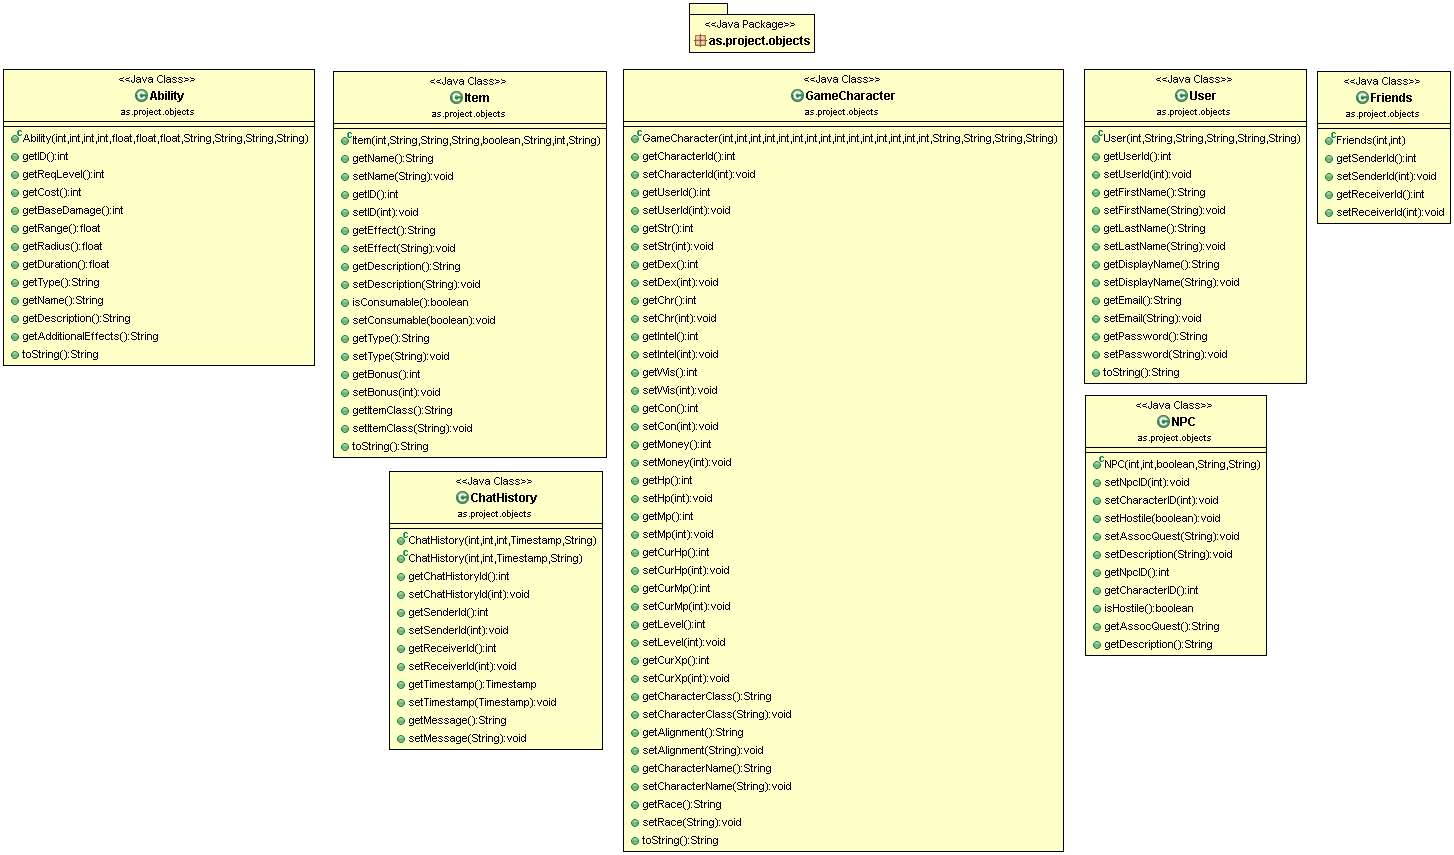 <<Java Package>>
as.project.objects
<<Java Class>>
Ability
as.project.objects
Ability(int,int,int,int,float,float,float,String,String,String,String)
getID():int
getReqLevel():int
getCost():int
getBaseDamage():int
getRange():float
getRadius():float
getDuration():float
getType():String
getName():String
getDescription():String
getAdditionalEffects():String
toString():String
<<Java Class>>
Item
as.project.objects
Item(int,String,String,String,boolean,String,int,String)
getName():String
setName(String):void
getID():int
setID(int):void
getEffect():String
setEffect(String):void
getDescription():String
setDescription(String):void
isConsumable():boolean
setConsumable(boolean):void
getType():String
setType(String):void
getBonus():int
setBonus(int):void
getItemClass():String
setItemClass(String):void
toString():String
<<Java Class>>
ChatHistory
as.project.objects
ChatHistory(int,int,int,Timestamp,String)
ChatHistory(int,int,Timestamp,String)
getChatHistoryId():int
setChatHistoryId(int):void
getSenderId():int
setSenderId(int):void
getReceiverId():int
setReceiverId(int):void
getTimestamp():Timestamp
setTimestamp(Timestamp):void
getMessage():String
setMessage(String):void
<<Java Class>>
GameCharacter
as.project.objects
GameCharacter(int,int,int,int,int,int,int,int,int,int,int,int,int,int,int,String,String,String,String)
getCharacterId():int
setCharacterId(int):void
getUserId():int
setUserId(int):void
getStr():int
setStr(int):void
getDex():int
setDex(int):void
getChr():int
setChr(int):void
getIntel():int
setIntel(int):void
getWis():int
setWis(int):void
getCon():int
setCon(int):void
getMoney():int
setMoney(int):void
getHp():int
setHp(int):void
getMp():int
setMp(int):void
getCurHp():int
setCurHp(int):void
getCurMp():int
setCurMp(int):void
getLevel():int
setLevel(int):void
getCurXp():int
setCurXp(int):void
getCharacterClass():String
setCharacterClass(String):void
getAlignment():String
setAlignment(String):void
getCharacterName():String
setCharacterName(String):void
getRace():String
setRace(String):void
toString():String
<<Java Class>>
User
as.project.objects
User(int,String,String,String,String,String)
getUserId():int
setUserId(int):void
getFirstName():String
setFirstName(String):void
getLastName():String
setLastName(String):void
getDisplayName():String
setDisplayName(String):void
getEmail():String
setEmail(String):void
getPassword():String
setPassword(String):void
toString():String
<<Java Class>>
NPC
as.project.objects
NPC(int,int,boolean,String,String)
setNpcID(int):void
setCharacterID(int):void
setHostile(boolean):void
setAssocQuest(String):void
setDescription(String):void
getNpcID():int
getCharacterID():int
isHostile():boolean
getAssocQuest():String
getDescription():String
<<Java Class>>
Friends
as.project.objects
Friends(int,int)
getSenderId():int
setSenderId(int):void
getReceiverId():int
setReceiverId(int):void